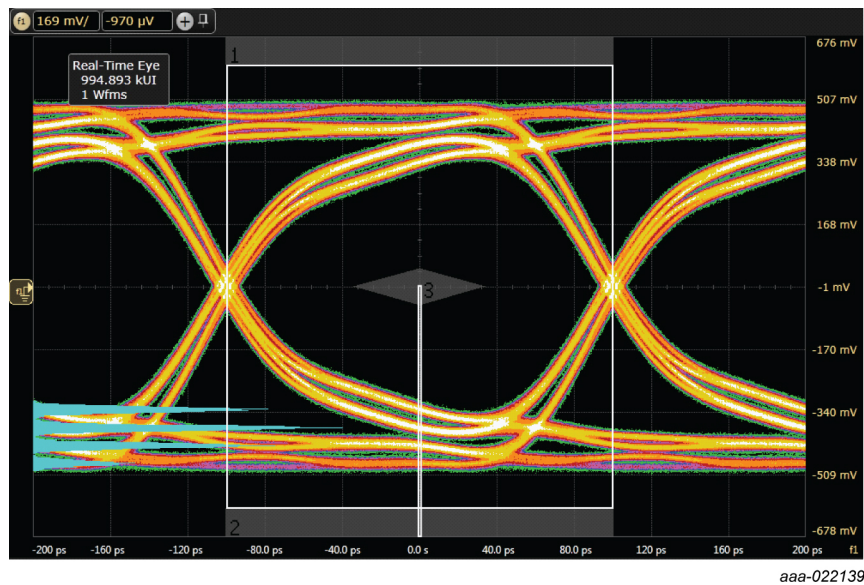 f1 169 mV/ -970 µV +
1
Real-Time Eye
994.893 kUI
1 Wfms
676 mV
507 mV
338 mV
168 mV
3
-1 mV
-170 mV
-340 mV
-509 mV
2
-678 mV
-200 ps -160 ps -120 ps -80.0 ps -40.0 ps 0.0 s 40.0 ps 80.0 ps 120 ps 160 ps 200 ps f1
aaa-022139